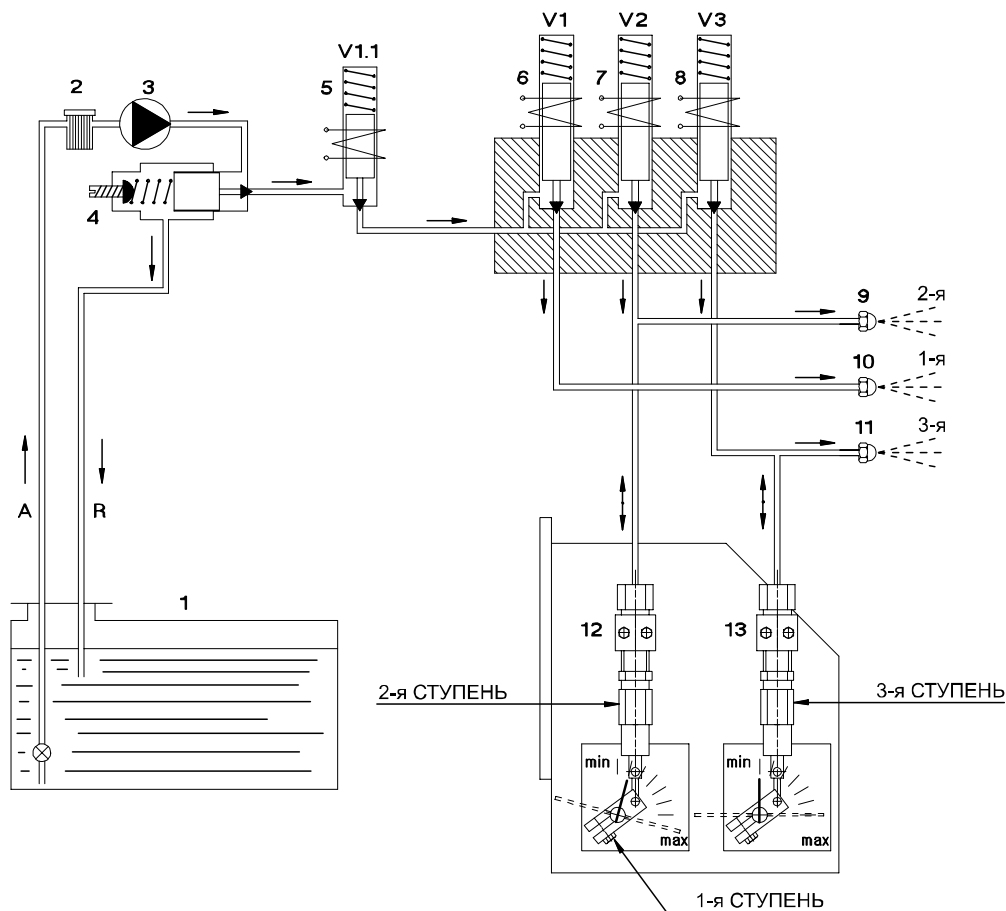 V1 V2 V3
V1.1
2 3 5 6 7 8
4
9 2-я
10 1-я
11 3-я
A R
1
12 13
2-я СТУПЕНЬ
3-я СТУПЕНЬ
min min
max max
1-я СТУПЕНЬ